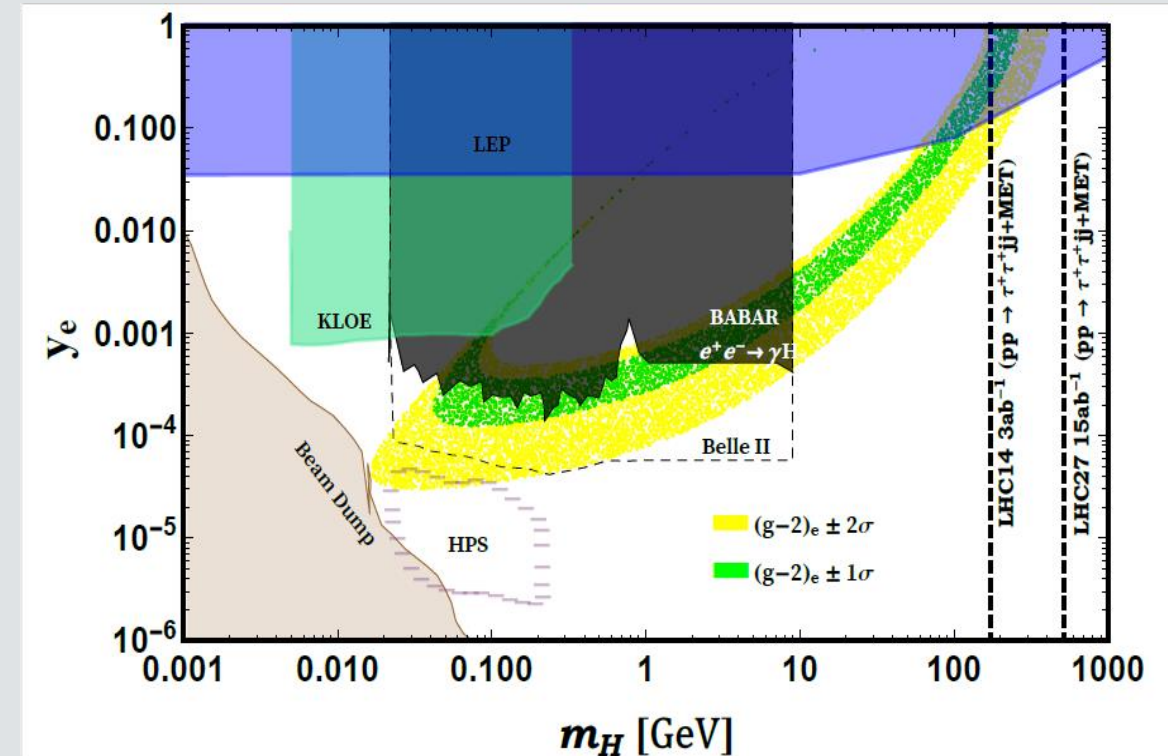 1
0.100
0.010
0.001
10⁻⁴
10⁻⁵
10⁻⁶
yₑ
LEP
KLOE
BABAR
e⁺e⁻→ γH
Belle II
Beam Dump
HPS
(g−2)ₑ ± 2σ
(g−2)ₑ ± 1σ
LHC14 3ab⁻¹ (pp → τ⁺τ⁺jj+MET)
LHC27 15ab⁻¹ (pp → τ⁺τ⁺jj+MET)
0.001 0.010 0.100 1 10 100 1000
m_H [GeV]